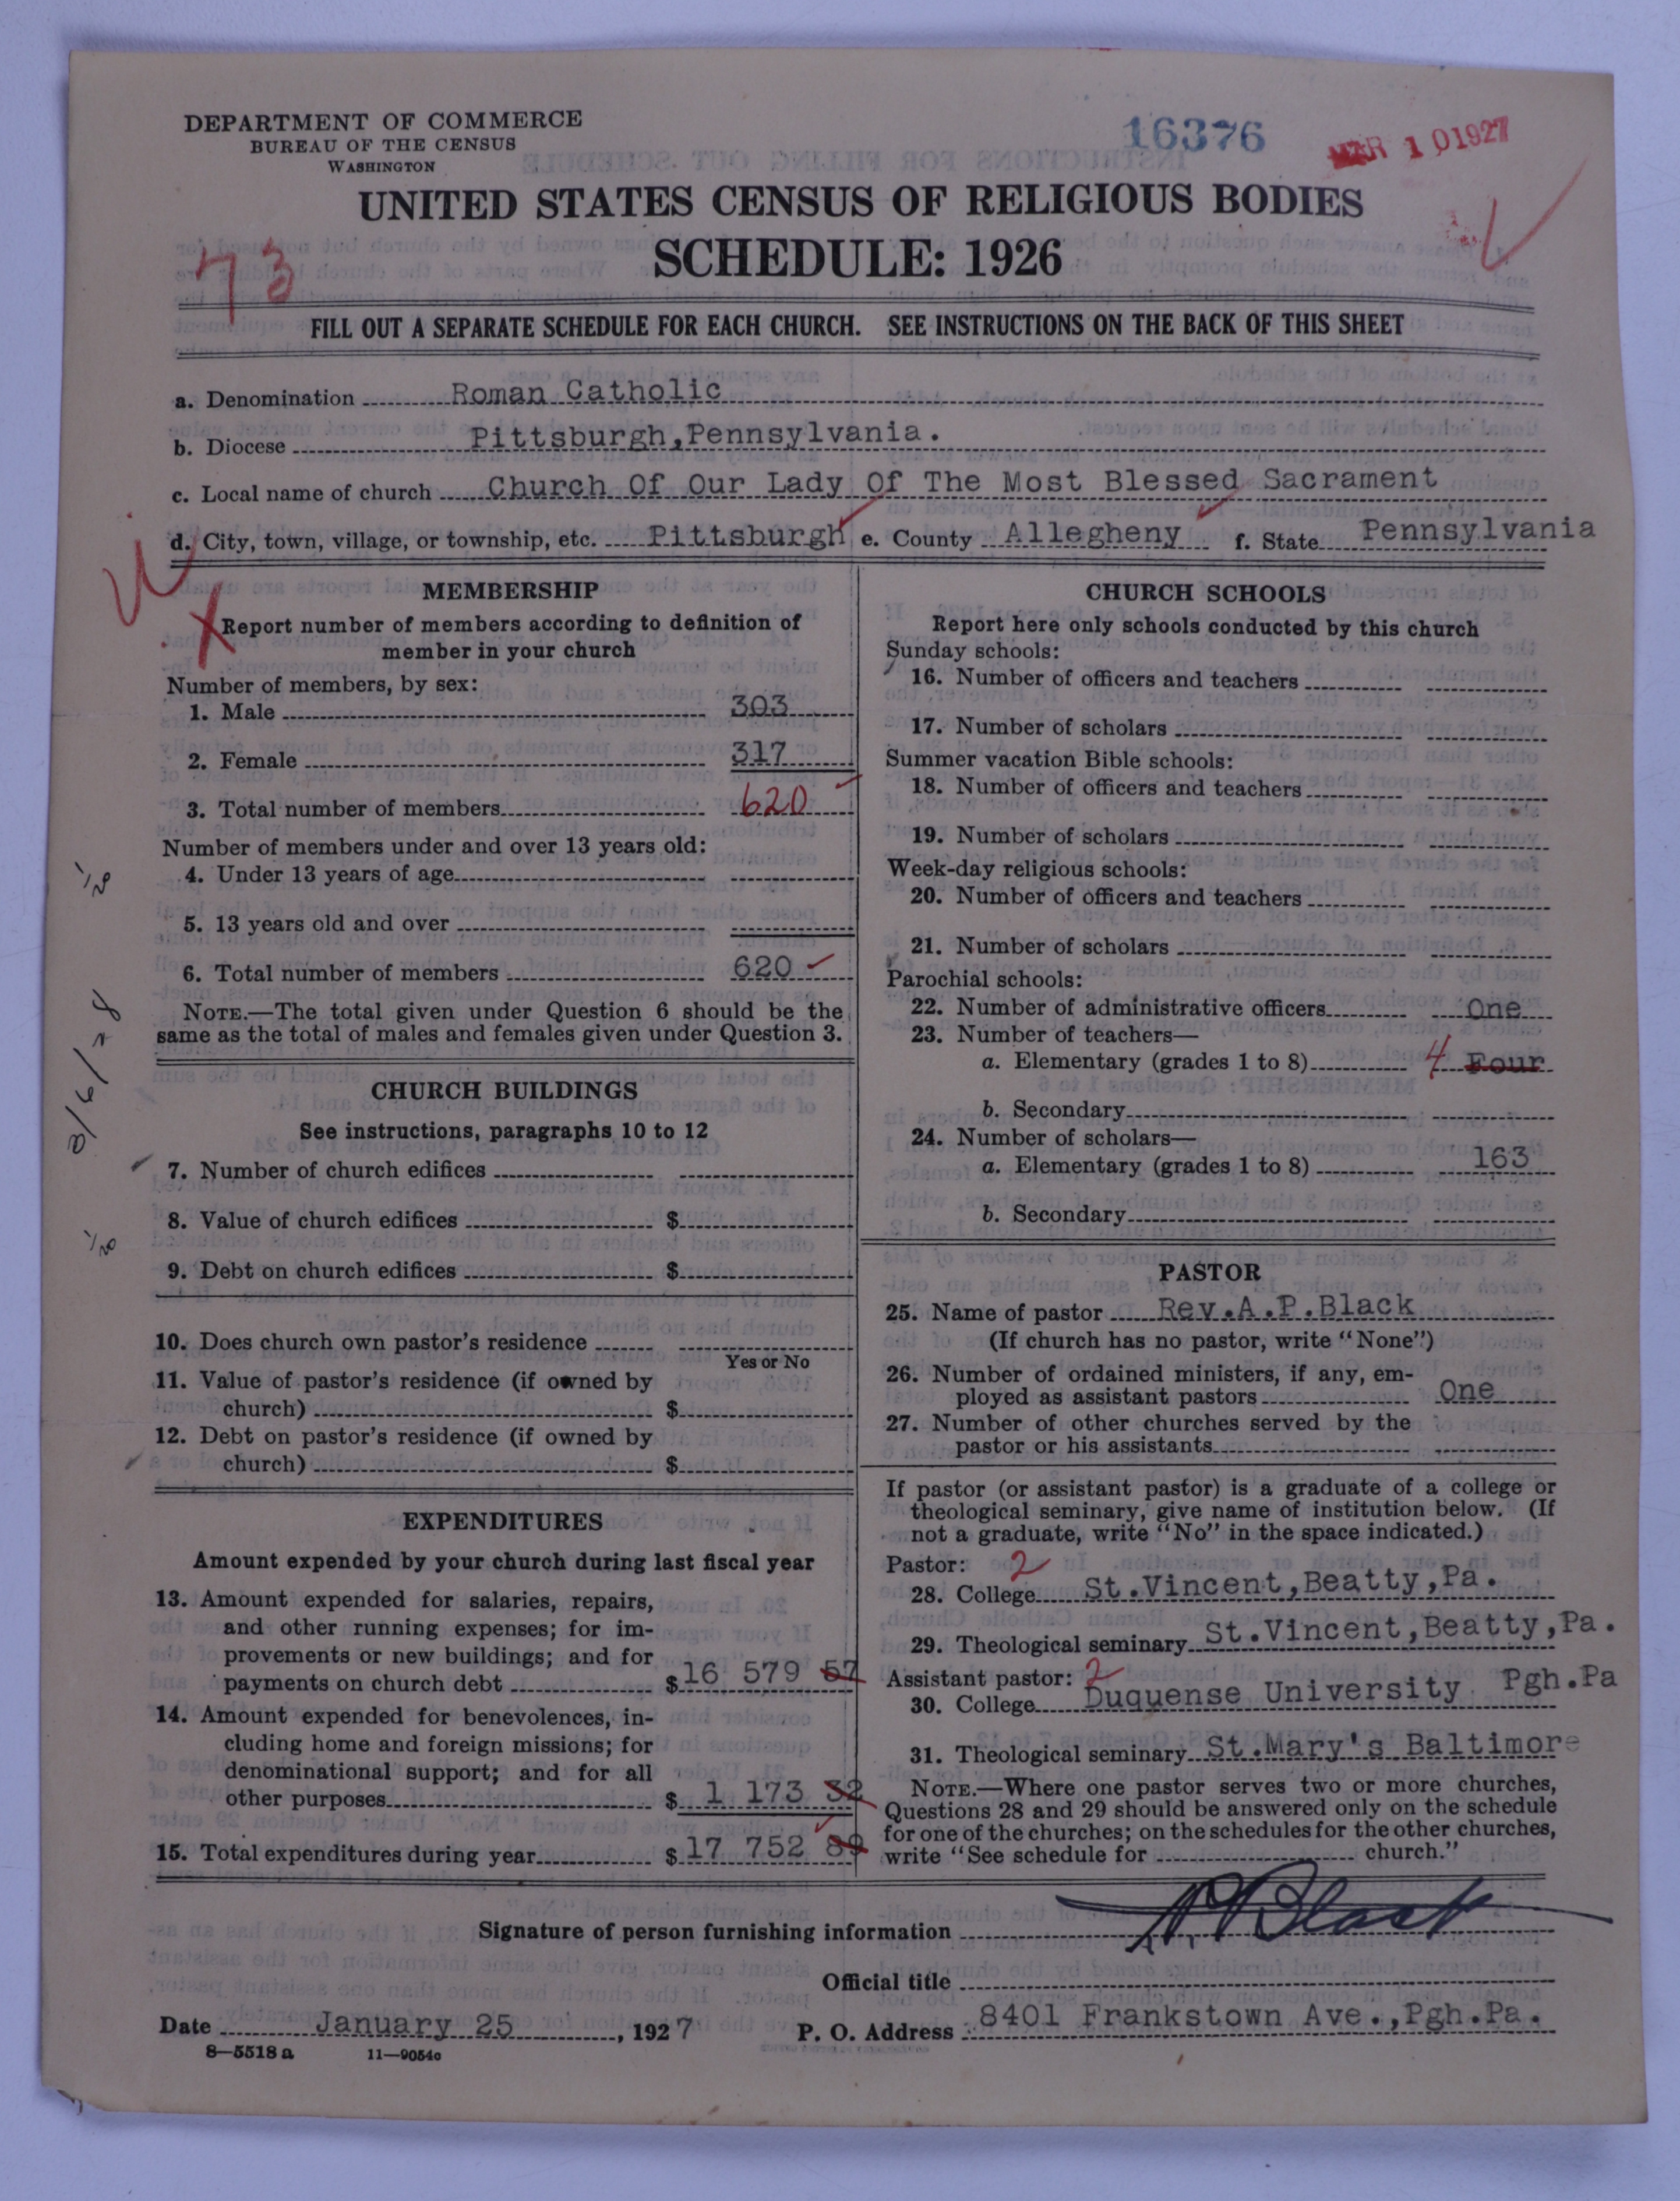 DEPARTMENT OF COMMERCE
BUREAU OF THE CENSUS
WASHINGTON
16376
MAR 10 1927
UNITED STATES CENSUS OF RELIGIOUS BODIES
SCHEDULE: 1926
73
FILL OUT A SEPARATE SCHEDULE FOR EACH CHURCH. SEE INSTRUCTIONS ON THE BACK OF THIS SHEET
a. Denomination Roman Catholic
b. Diocese Pittsburgh,Pennsylvania.
c. Local name of church Church Of Our Lady Of The Most Blessed Sacrament
d. City, town, village, or township, etc. Pittsburgh e. County Allegheny f. State Pennsylvania
MEMBERSHIP
Report number of members according to definition of
member in your church
Number of members, by sex:
1. Male 303
2. Female 317
3. Total number of members 620
Number of members under and over 13 years old:
4. Under 13 years of age
5. 13 years old and over
6. Total number of members 620
NOTE.—The total given under Question 6 should be the
same as the total of males and females given under Question 3.
CHURCH BUILDINGS
See instructions, paragraphs 10 to 12
7. Number of church edifices
8. Value of church edifices $
9. Debt on church edifices $
10. Does church own pastor's residence
Yes or No
11. Value of pastor's residence (if owned by
church) $
12. Debt on pastor's residence (if owned by
church) $
EXPENDITURES
Amount expended by your church during last fiscal year
13. Amount expended for salaries, repairs,
and other running expenses; for im-
provements or new buildings; and for
payments on church debt $16 579 57
14. Amount expended for benevolences, in-
cluding home and foreign missions; for
denominational support; and for all
other purposes $ 1 173 32
15. Total expenditures during year $17 752 89
CHURCH SCHOOLS
Report here only schools conducted by this church
Sunday schools:
16. Number of officers and teachers
17. Number of scholars
Summer vacation Bible schools:
18. Number of officers and teachers
19. Number of scholars
Week-day religious schools:
20. Number of officers and teachers
21. Number of scholars
Parochial schools:
22. Number of administrative officers One
23. Number of teachers—
a. Elementary (grades 1 to 8) 4 Four
b. Secondary
24. Number of scholars—
a. Elementary (grades 1 to 8) 163
b. Secondary
PASTOR
25. Name of pastor Rev.A.P.Black
(If church has no pastor, write "None")
26. Number of ordained ministers, if any, em-
ployed as assistant pastors One
27. Number of other churches served by the
pastor or his assistants
If pastor (or assistant pastor) is a graduate of a college or
theological seminary, give name of institution below. (If
not a graduate, write "No" in the space indicated.)
Pastor: 2
28. College St.Vincent,Beatty,Pa.
29. Theological seminary St.Vincent,Beatty,Pa.
Assistant pastor: 2
30. College Duquense University Pgh.Pa
31. Theological seminary St.Mary's Baltimore
NOTE.—Where one pastor serves two or more churches,
Questions 28 and 29 should be answered only on the schedule
for one of the churches; on the schedules for the other churches,
write "See schedule for church."
Signature of person furnishing information A P Black
Official title
Date January 25, 1927 P. O. Address 8401 Frankstown Ave.,Pgh.Pa.
8—5518 a 11—9054c